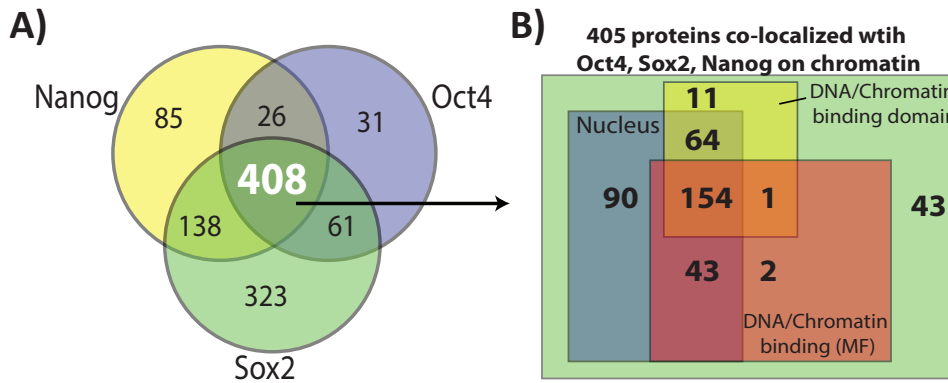 A)
Nanog
85
26
31
Oct4
408
138
61
323
Sox2
B)
405 proteins co-localized wtih
Oct4, Sox2, Nanog on chromatin
11
DNA/Chromatin
binding domain
Nucleus
64
90
154
1
43
43
2
DNA/Chromatin
binding (MF)